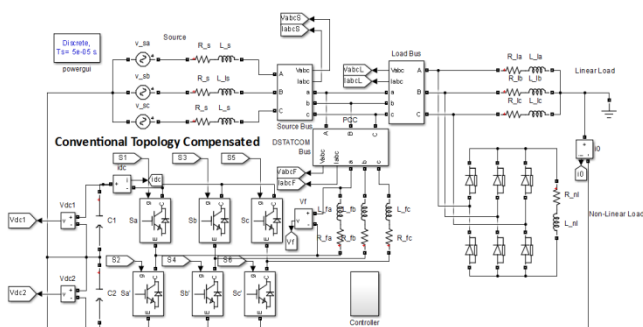 Discrete,
Ts= 5e-05 s.
powergui
Source
v_sa
R_s
L_s
v_sb
R_s
L_s
v_sc
R_s
L_s
VabcS
IabcS
A
B
C
Vabc
Iabc
a
b
c
Source Bus
VabcL
IabcL
Load Bus
Vabc
Iabc
a
b
c
A
B
C
R_la
L_la
R_lb
L_lb
R_lc
L_lc
Linear Load
PCC
A
B
C
DSTATCOM
Bus
Vabc
Iabc
a
b
c
VabcF
IabcF
Conventional Topology Compensated
S1
S3
S5
idc
idc
Vdc1
Vdc1
C1
Sa
Sb
Sc
Vf
Vf
L_fa
L_fb
L_fc
R_fa
R_fb
R_fc
S2
S4
S6
Vdc2
Vdc2
C2
Sa'
Sb'
Sc'
Controller
i0
i0
Non-Linear Load
R_nl
L_nl